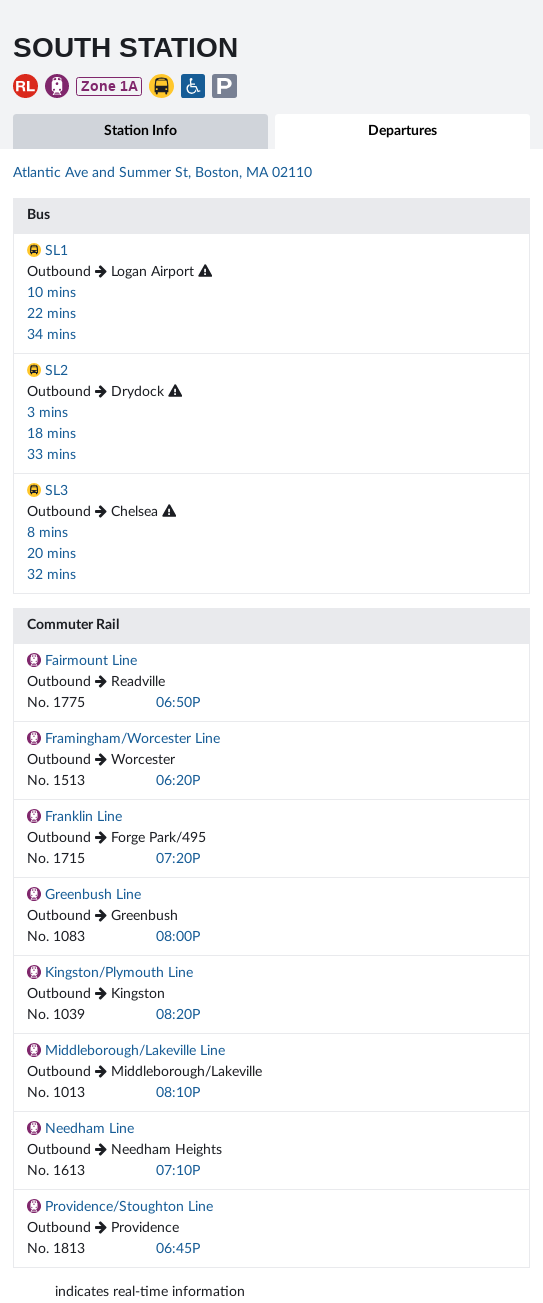 SOUTH STATION
RL Zone 1A P
Station Info Departures
Atlantic Ave and Summer St, Boston, MA 02110
Bus
SL1
Outbound → Logan Airport
10 mins
22 mins
34 mins
SL2
Outbound → Drydock
3 mins
18 mins
33 mins
SL3
Outbound → Chelsea
8 mins
20 mins
32 mins
Commuter Rail
Fairmount Line
Outbound → Readville
No. 1775 06:50P
Framingham/Worcester Line
Outbound → Worcester
No. 1513 06:20P
Franklin Line
Outbound → Forge Park/495
No. 1715 07:20P
Greenbush Line
Outbound → Greenbush
No. 1083 08:00P
Kingston/Plymouth Line
Outbound → Kingston
No. 1039 08:20P
Middleborough/Lakeville Line
Outbound → Middleborough/Lakeville
No. 1013 08:10P
Needham Line
Outbound → Needham Heights
No. 1613 07:10P
Providence/Stoughton Line
Outbound → Providence
No. 1813 06:45P
indicates real-time information